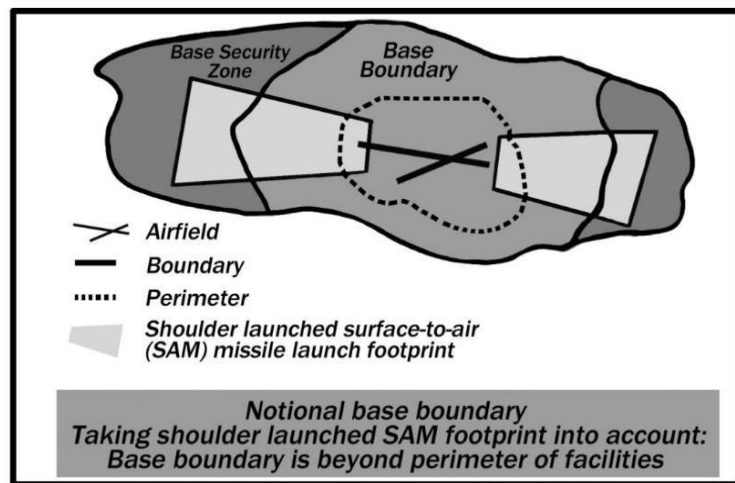 Base Security
Zone
Base
Boundary
Airfield
Boundary
Perimeter
Shoulder launched surface-to-air
(SAM) missile launch footprint
Notional base boundary
Taking shoulder launched SAM footprint into account:
Base boundary is beyond perimeter of facilities